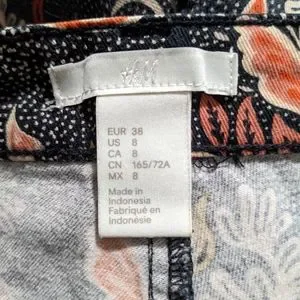 H&M
EUR 38
US 8
CA 8
CN 165/72A
MX 8
Made in
Indonesia
Fabriqué en
Indonésie